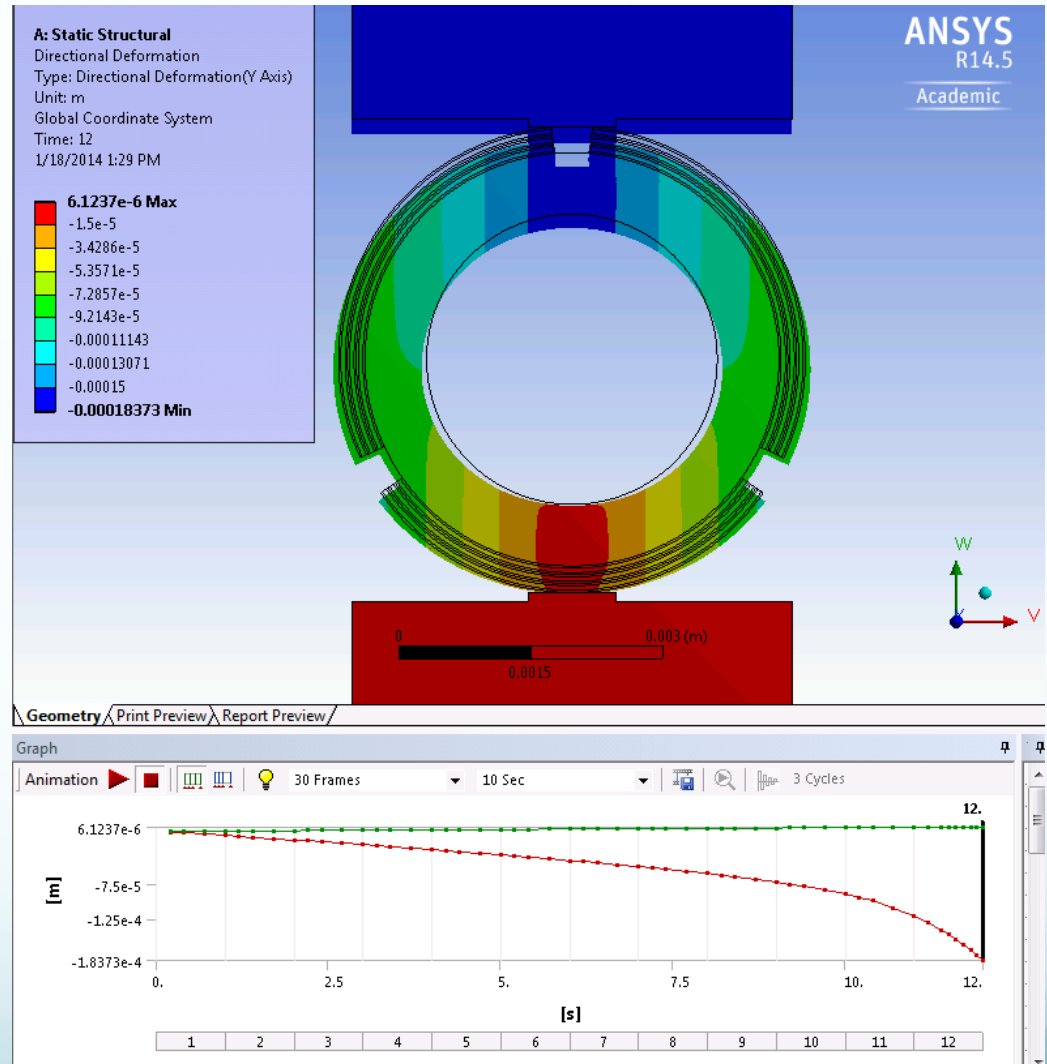 A: Static Structural
Directional Deformation
Type: Directional Deformation(Y Axis)
Unit: m
Global Coordinate System
Time: 12
1/18/2014 1:29 PM
6.1237e-6 Max
-1.5e-5
-3.4286e-5
-5.3571e-5
-7.2857e-5
-9.2143e-5
-0.00011143
-0.00013071
-0.00015
-0.00018373 Min
ANSYS
R14.5
Academic
W
V
0
0.003 (m)
0.0015
Geometry Print Preview Report Preview
Graph
Animation 30 Frames 10 Sec 3 Cycles
12.
6.1237e-6
-7.5e-5
-1.25e-4
-1.8373e-4
[m]
0. 2.5 5. 7.5 10. 12.
[s]
1 2 3 4 5 6 7 8 9 10 11 12